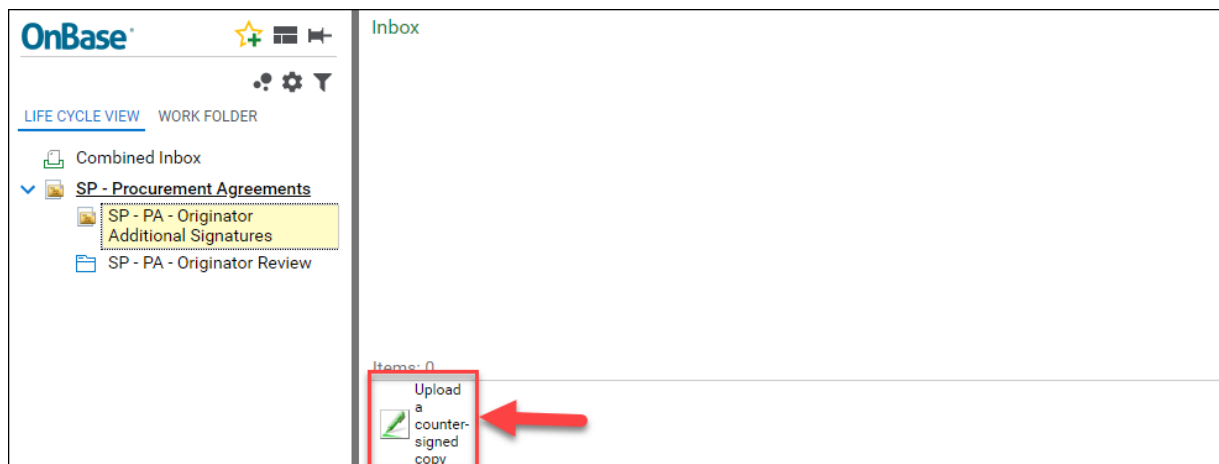 OnBase
LIFE CYCLE VIEW WORK FOLDER
Combined Inbox
SP - Procurement Agreements
SP - PA - Originator
Additional Signatures
SP - PA - Originator Review
Inbox
Items: 0
Upload
a
counter-
signed
copy